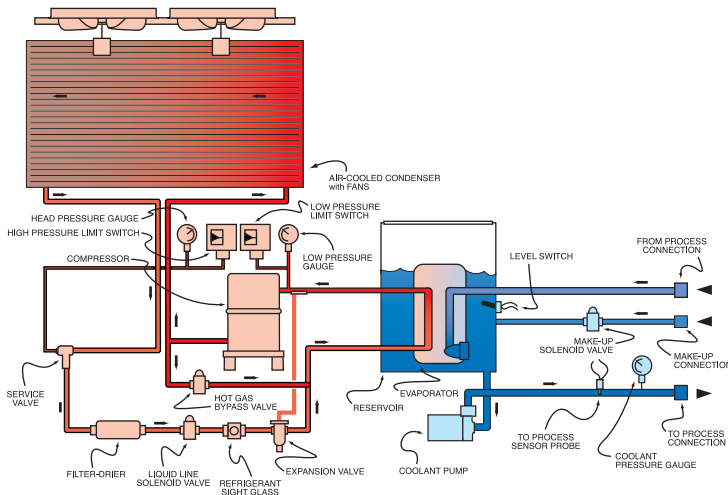 AIR-COOLED CONDENSER
with FANS
LOW PRESSURE
LIMIT SWITCH
HEAD PRESSURE GAUGE
HIGH PRESSURE LIMIT SWITCH
COMPRESSOR
LOW PRESSURE
GAUGE
LEVEL SWITCH
FROM PROCESS
CONNECTION
MAKE-UP
SOLENOID VALVE
MAKE-UP
CONNECTION
SERVICE
VALVE
HOT GAS
BYPASS VALVE
EVAPORATOR
RESERVOIR
FILTER-DRIER
LIQUID LINE
SOLENOID VALVE
REFRIGERANT
SIGHT GLASS
EXPANSION VALVE
COOLANT PUMP
TO PROCESS
SENSOR PROBE
COOLANT
PRESSURE GAUGE
TO PROCESS
CONNECTION